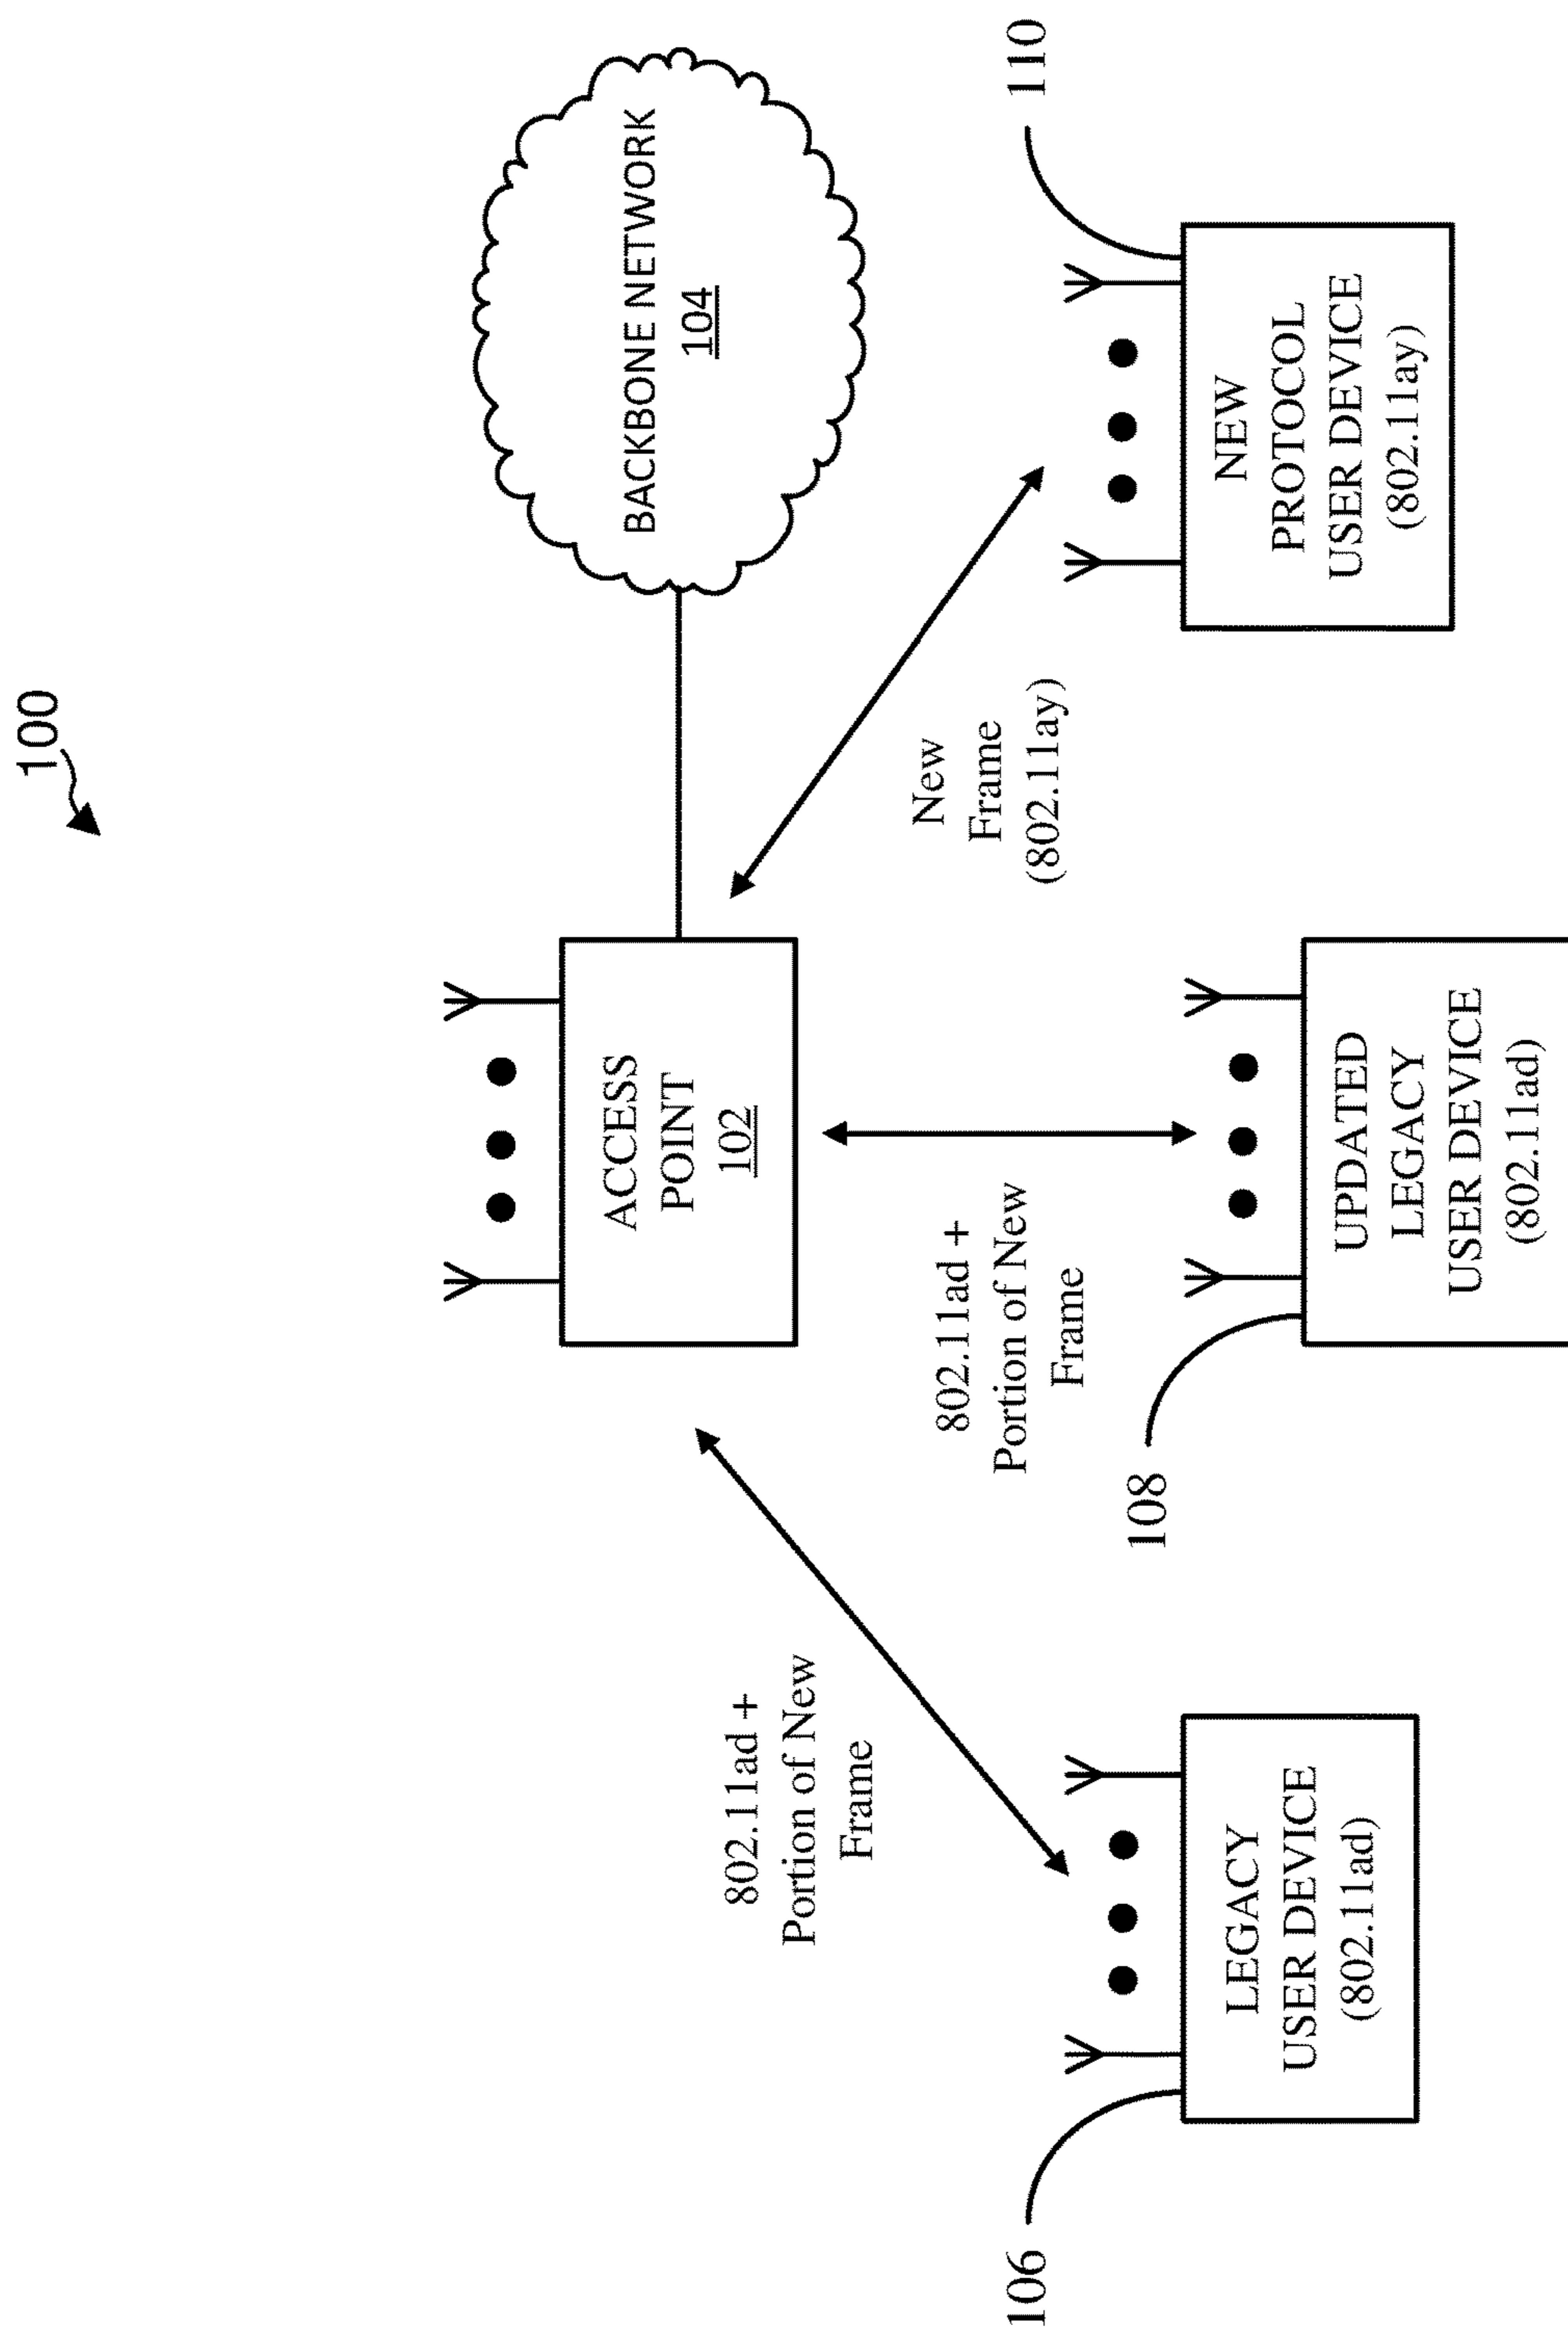 100
ACCESS
POINT
102
BACKBONE NETWORK
104
802.11ad +
Portion of New
Frame
802.11ad +
Portion of New
Frame
New
Frame
(802.11ay)
106
LEGACY
USER DEVICE
(802.11ad)
108
UPDATED
LEGACY
USER DEVICE
(802.11ad)
110
NEW
PROTOCOL
USER DEVICE
(802.11ay)